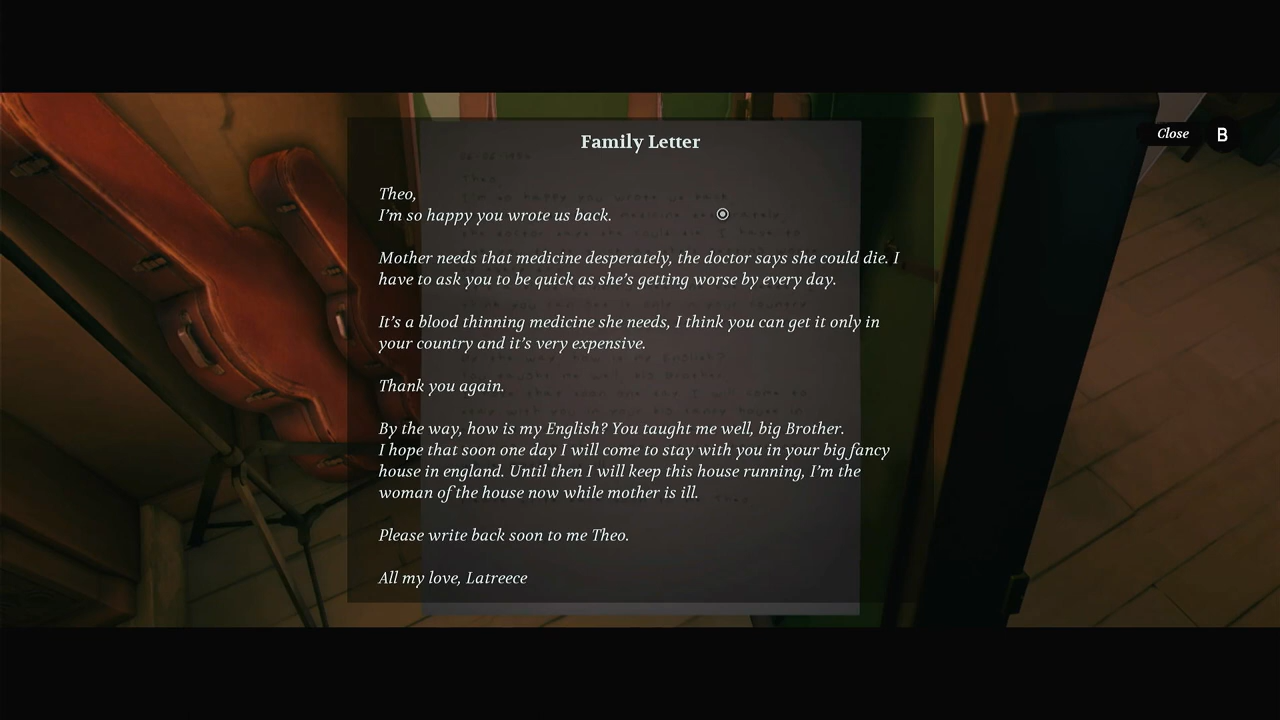 Family Letter
Close B
Theo,
I'm so happy you wrote us back.
Mother needs that medicine desperately, the doctor says she could die. I
have to ask you to be quick as she's getting worse by every day.
It's a blood thinning medicine she needs, I think you can get it only in
your country and it's very expensive.
Thank you again.
By the way, how is my English? You taught me well, big Brother.
I hope that soon one day I will come to stay with you in your big fancy
house in england. Until then I will keep this house running, I'm the
woman of the house now while mother is ill.
Please write back soon to me Theo.
All my love, Latreece